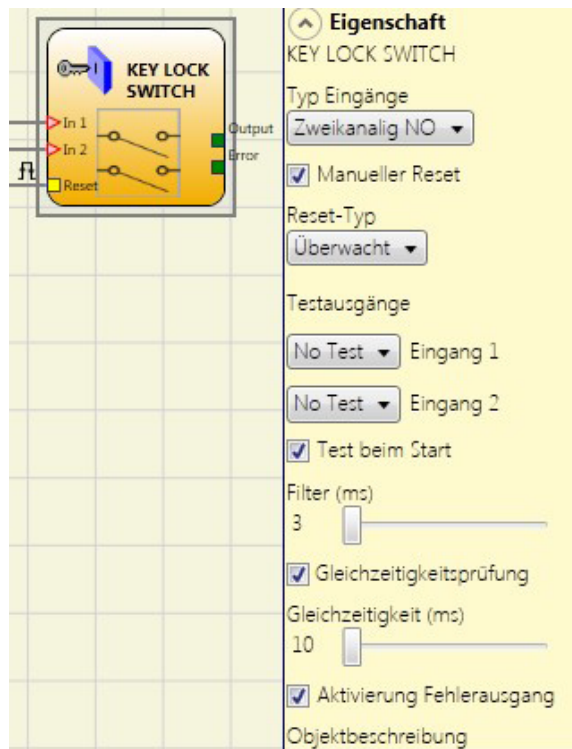 KEY LOCK
SWITCH
In 1
In 2
Reset
Output
Error
Eigenschaft
KEY LOCK SWITCH
Typ Eingänge
Zweikanalig NO
Manueller Reset
Reset-Typ
Überwacht
Testausgänge
No Test Eingang 1
No Test Eingang 2
Test beim Start
Filter (ms)
3
Gleichzeitigkeitsprüfung
Gleichzeitigkeit (ms)
10
Aktivierung Fehlerausgang
Objektbeschreibung